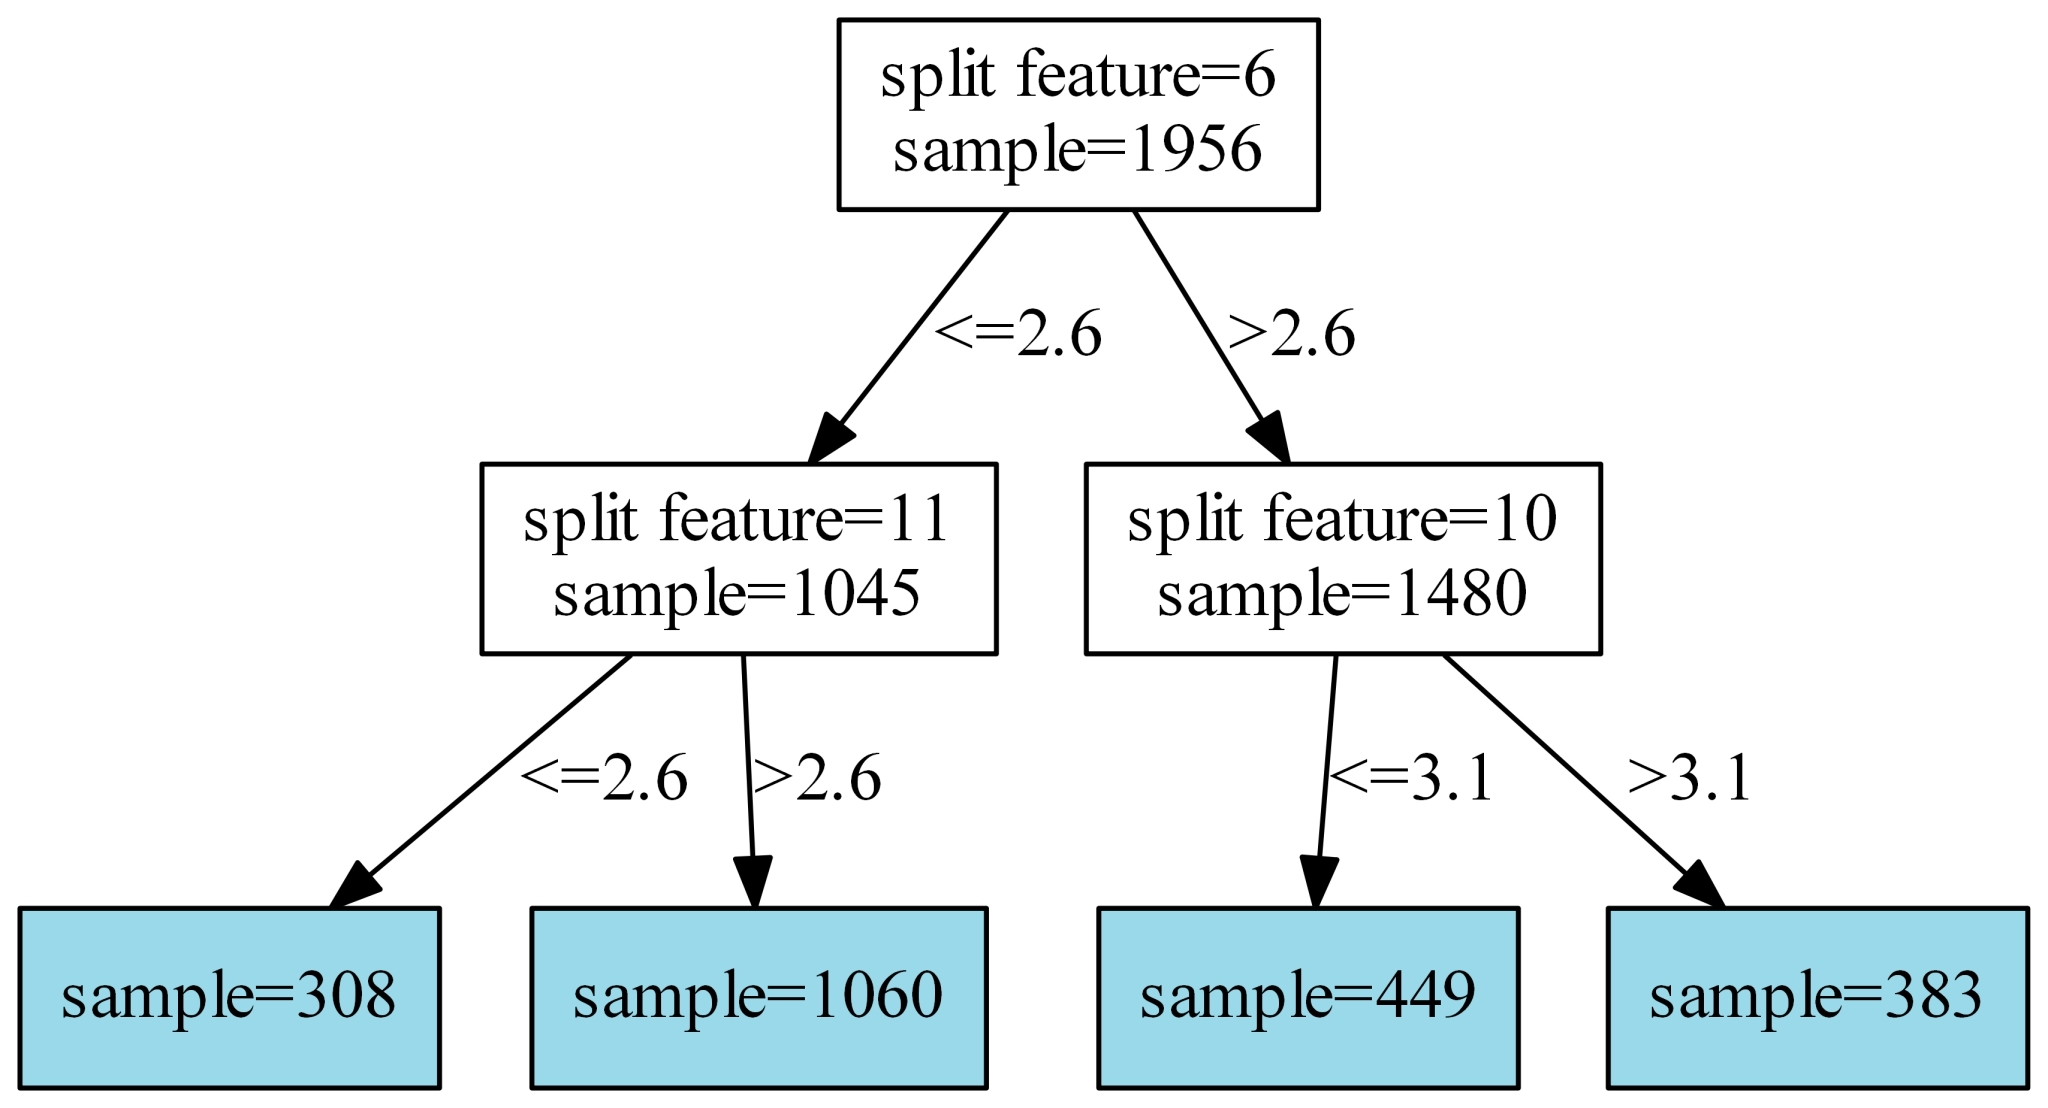 split feature=6
sample=1956
<=2.6
>2.6
split feature=11
sample=1045
split feature=10
sample=1480
<=2.6
>2.6
<=3.1
>3.1
sample=308
sample=1060
sample=449
sample=383